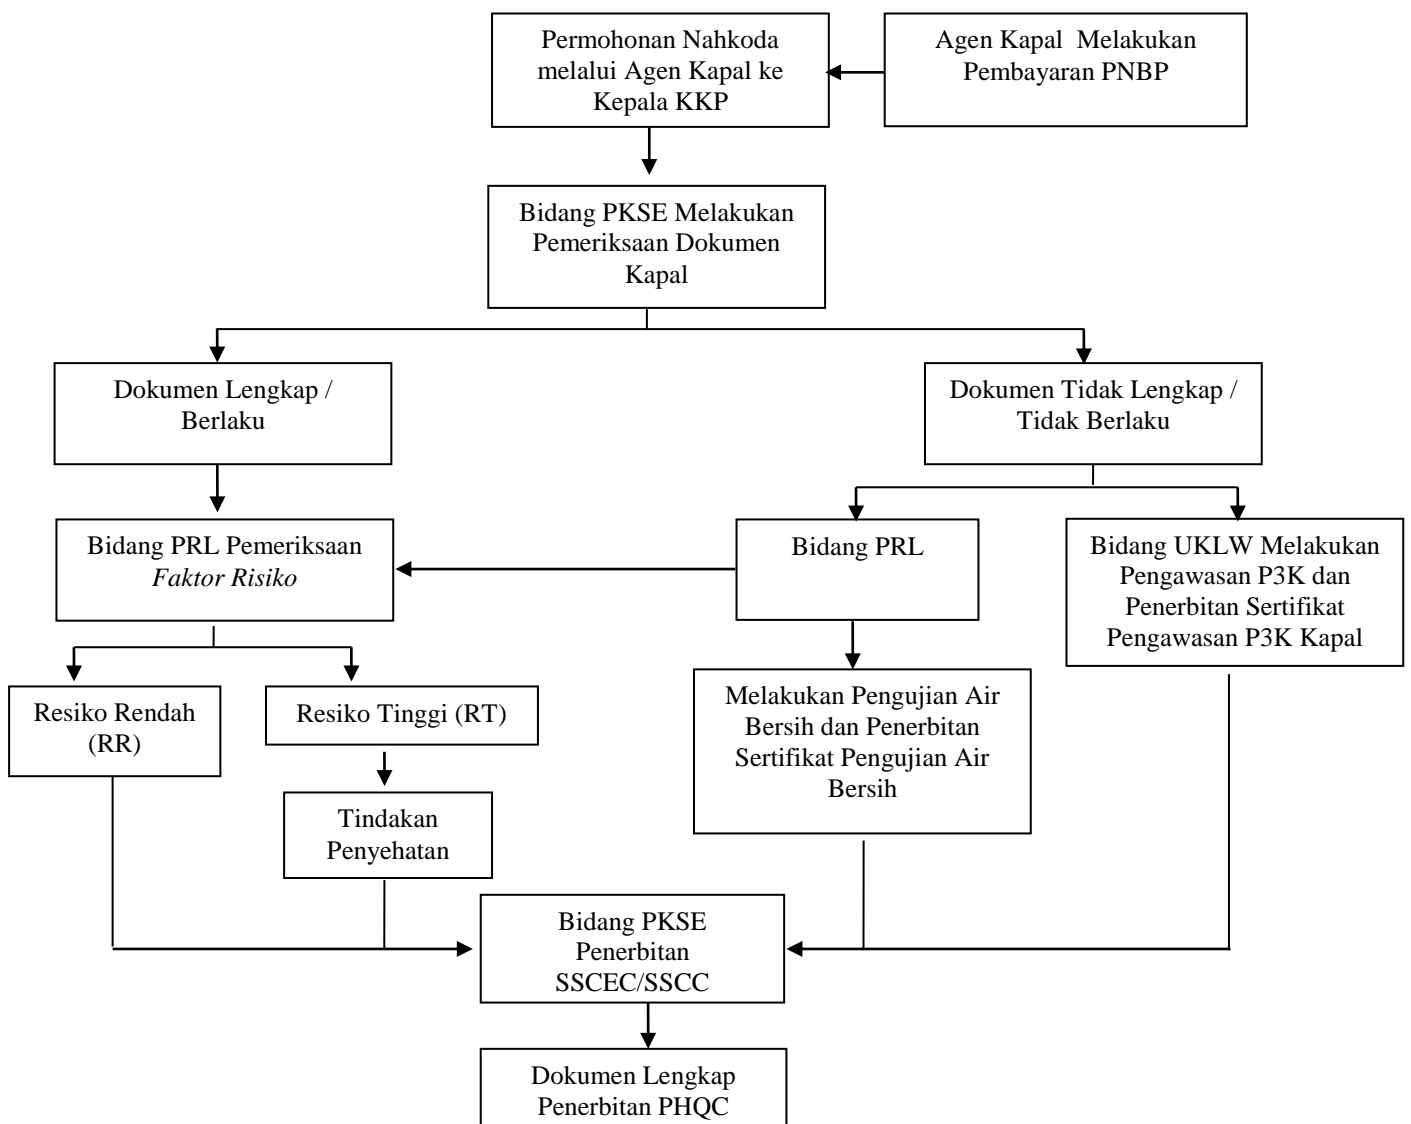 Permohonan Nahkoda
melalui Agen Kapal ke
Kepala KKP
Agen Kapal Melakukan
Pembayaran PNBP
Bidang PKSE Melakukan
Pemeriksaan Dokumen
Kapal
Dokumen Lengkap /
Berlaku
Dokumen Tidak Lengkap /
Tidak Berlaku
Bidang PRL Pemeriksaan
Faktor Risiko
Bidang PRL
Bidang UKLW Melakukan
Pengawasan P3K dan
Penerbitan Sertifikat
Pengawasan P3K Kapal
Resiko Rendah
(RR)
Resiko Tinggi (RT)
Melakukan Pengujian Air
Bersih dan Penerbitan
Sertifikat Pengujian Air
Bersih
Tindakan
Penyehatan
Bidang PKSE
Penerbitan
SSCEC/SSCC
Dokumen Lengkap
Penerbitan PHQC